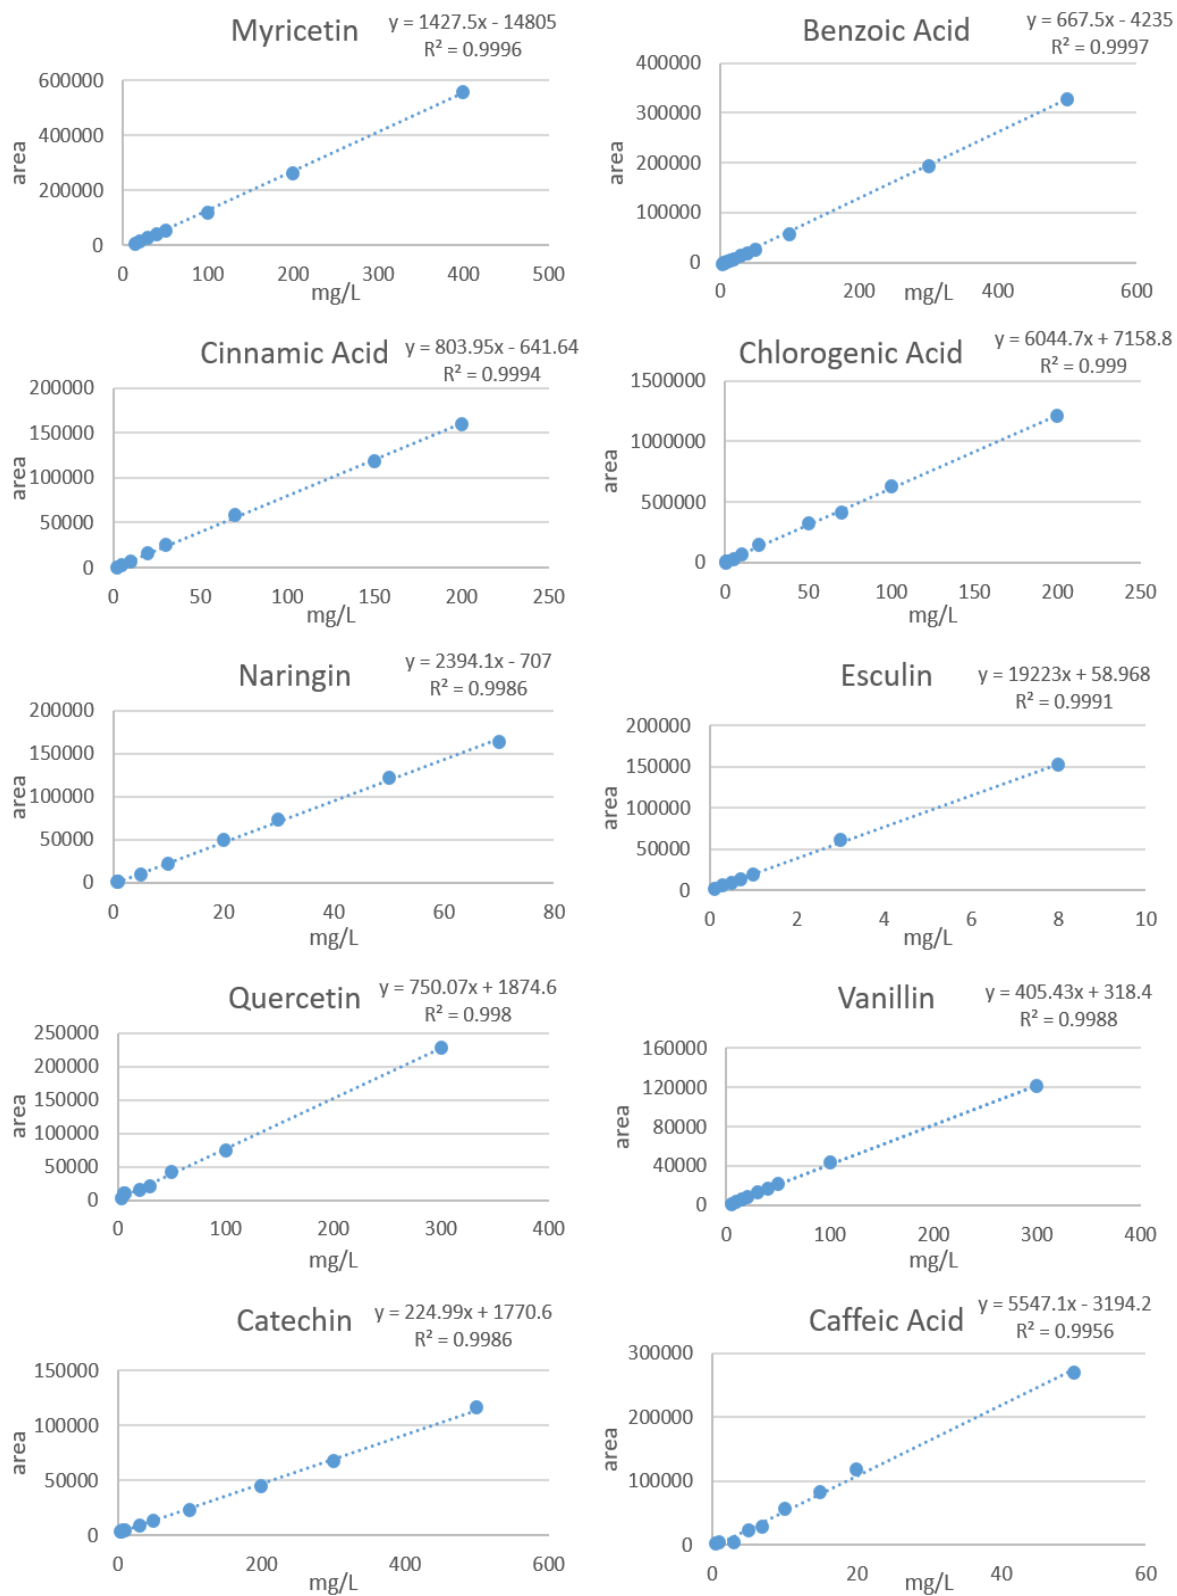 Myricetin
y = 1427.5x - 14805
R² = 0.9996
600000
400000
200000
0
area
0 100 200 300 400 500
mg/L
Benzoic Acid
y = 667.5x - 4235
R² = 0.9997
400000
300000
200000
100000
0
area
0 200 400 600
mg/L
Cinnamic Acid
y = 803.95x - 641.64
R² = 0.9994
200000
150000
100000
50000
0
area
0 50 100 150 200 250
mg/L
Chlorogenic Acid
y = 6044.7x + 7158.8
R² = 0.999
1500000
1000000
500000
0
area
0 50 100 150 200 250
mg/L
Naringin
y = 2394.1x - 707
R² = 0.9986
200000
150000
100000
50000
0
area
0 20 40 60 80
mg/L
Esculin
y = 19223x + 58.968
R² = 0.9991
200000
150000
100000
50000
0
area
0 2 4 6 8 10
mg/L
Quercetin
y = 750.07x + 1874.6
R² = 0.998
250000
200000
150000
100000
50000
0
area
0 100 200 300 400
mg/L
Vanillin
y = 405.43x + 318.4
R² = 0.9988
160000
120000
80000
40000
0
area
0 100 200 300 400
mg/L
Catechin
y = 224.99x + 1770.6
R² = 0.9986
150000
100000
50000
0
area
0 200 400 600
mg/L
Caffeic Acid
y = 5547.1x - 3194.2
R² = 0.9956
300000
200000
100000
0
area
0 20 40 60
mg/L